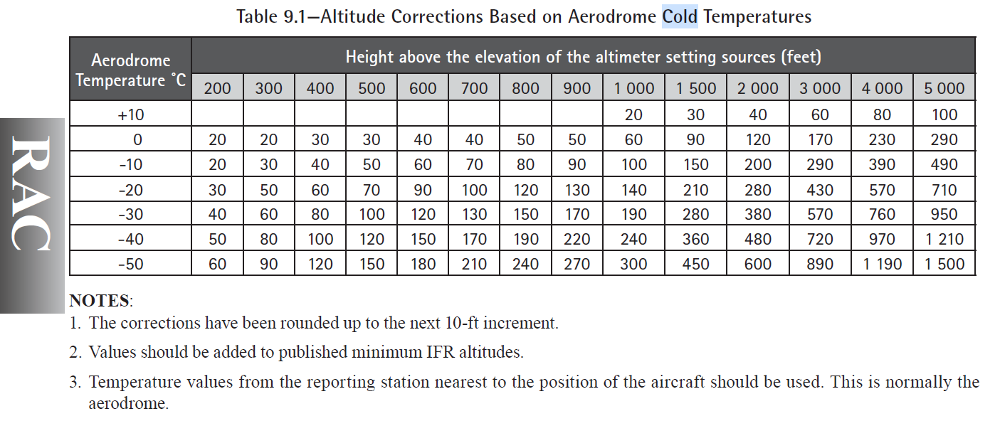 Table 9.1—Altitude Corrections Based on Aerodrome Cold Temperatures
Aerodrome Temperature ˚C
Height above the elevation of the altimeter setting sources (feet)
200 300 400 500 600 700 800 900 1 000 1 500 2 000 3 000 4 000 5 000
+10 20 30 40 60 80 100
0 20 20 30 30 40 40 50 50 60 90 120 170 230 290
-10 20 30 40 50 60 70 80 90 100 150 200 290 390 490
-20 30 50 60 70 90 100 120 130 140 210 280 430 570 710
-30 40 60 80 100 120 130 150 170 190 280 380 570 760 950
-40 50 80 100 120 150 170 190 220 240 360 480 720 970 1 210
-50 60 90 120 150 180 210 240 270 300 450 600 890 1 190 1 500
RAC
NOTES:
1. The corrections have been rounded up to the next 10-ft increment.
2. Values should be added to published minimum IFR altitudes.
3. Temperature values from the reporting station nearest to the position of the aircraft should be used. This is normally the
aerodrome.